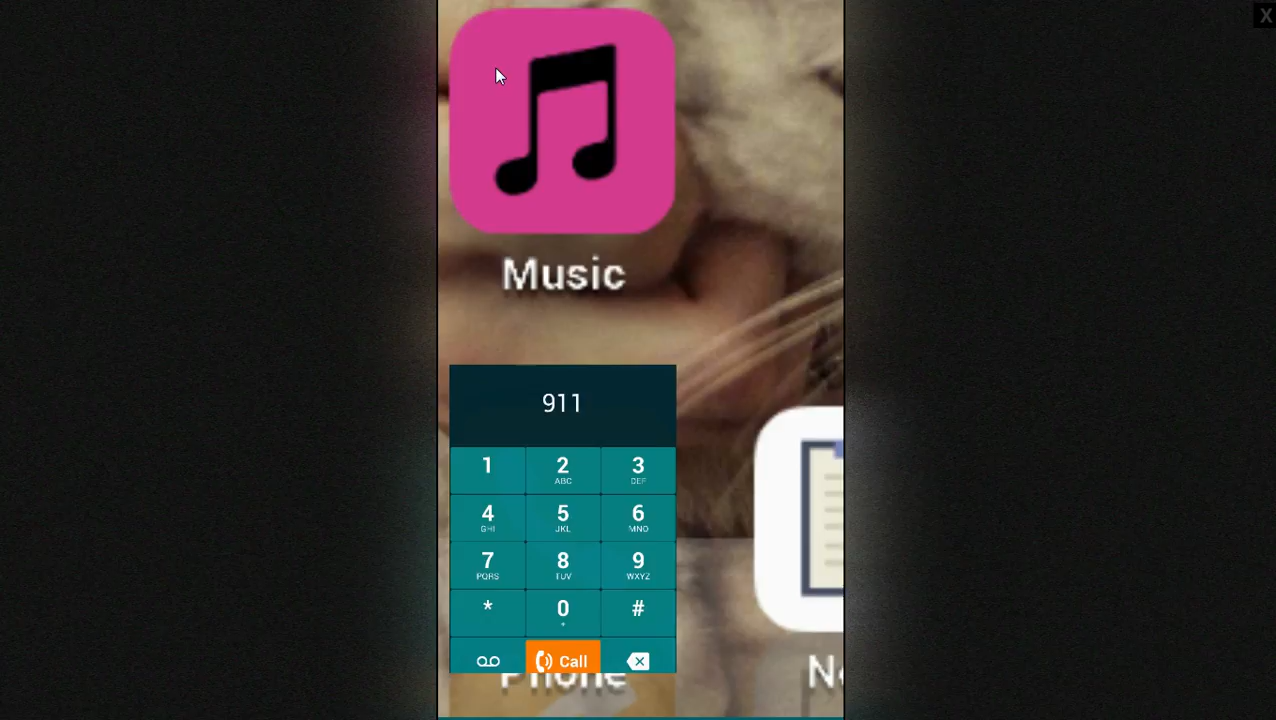 X
Music
911
1 2 3
ABC DEF
4 5 6
GHI JKL MNO
7 8 9
PQRS TUV WXYZ
* 0 #
+
Call
Phone